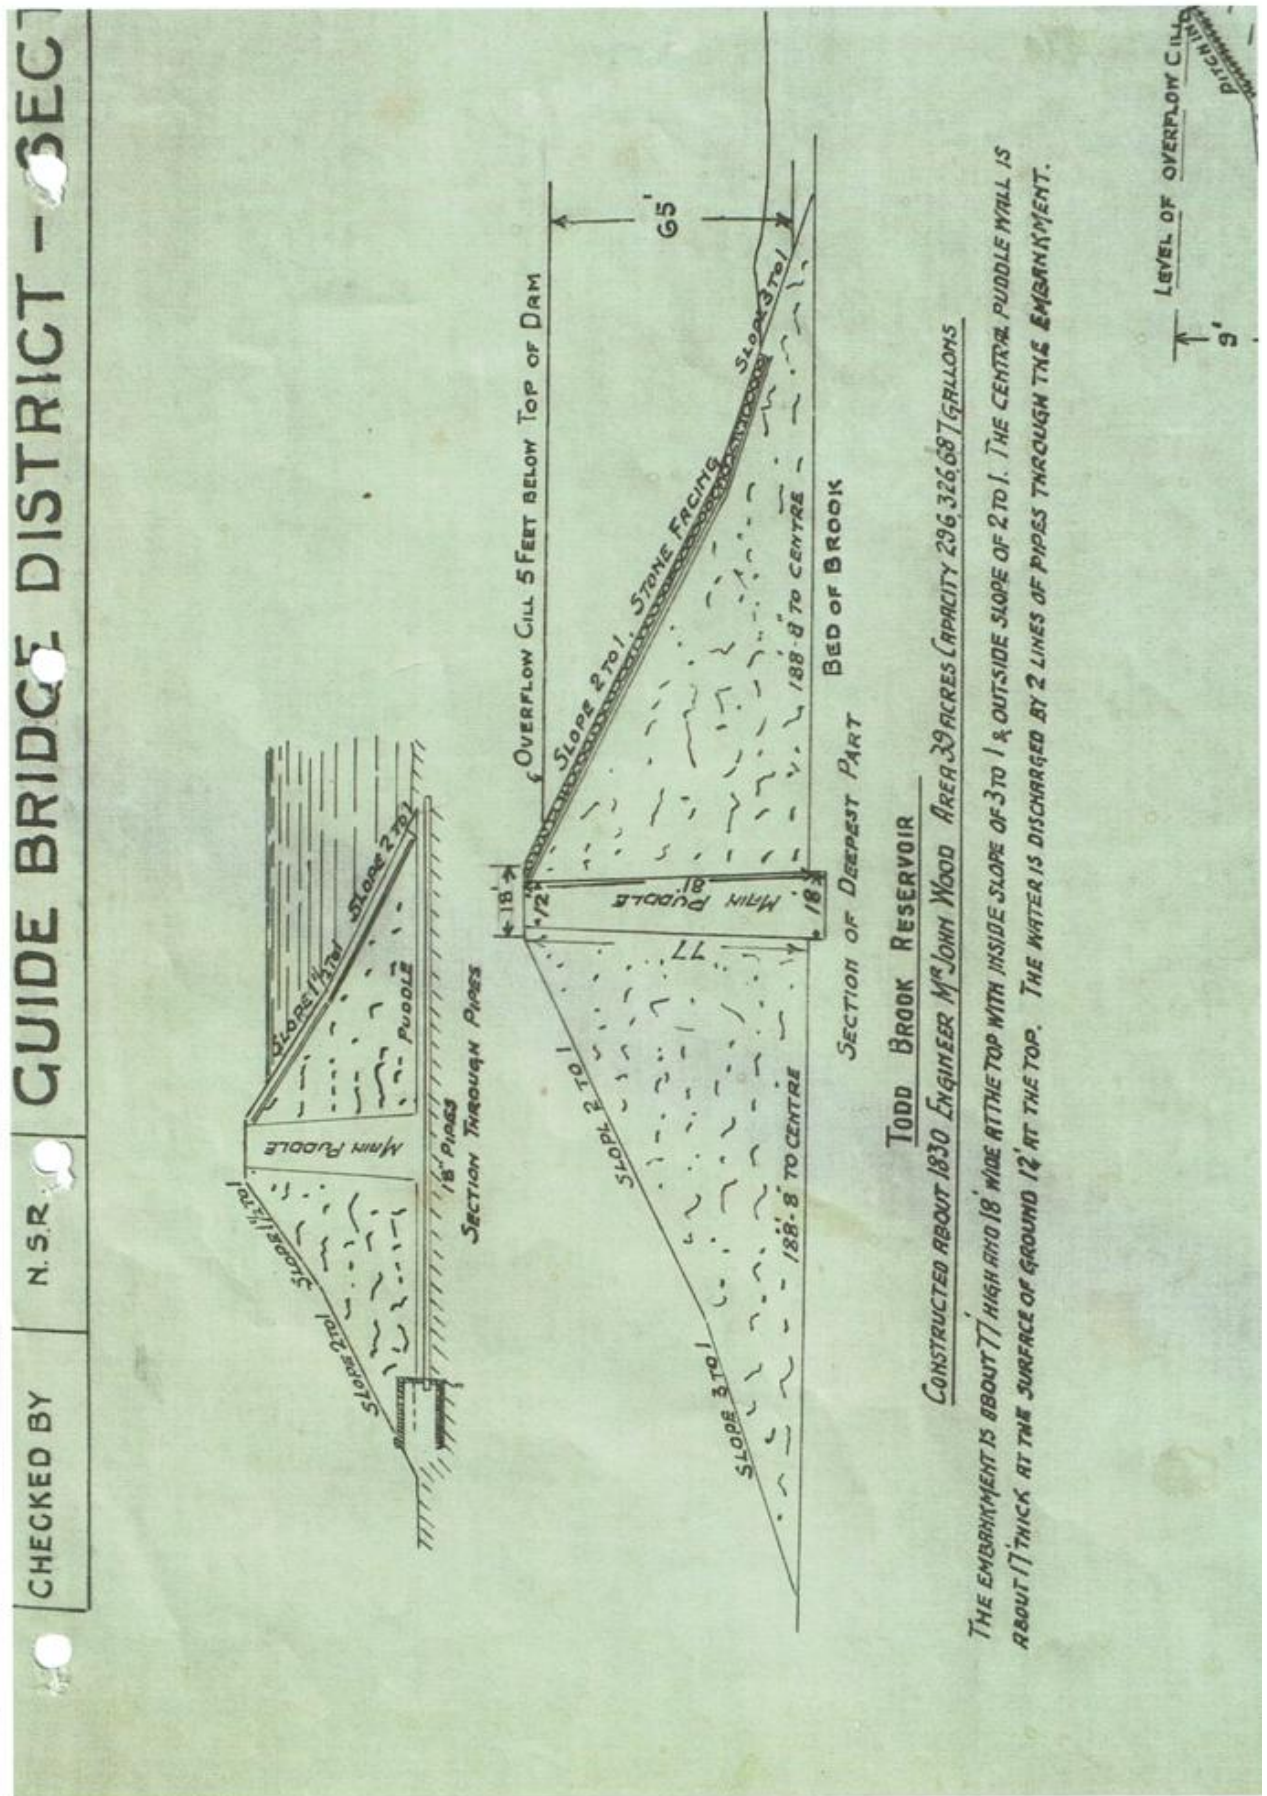 CHECKED BY
N.S.R.
GUIDE BRIDGE DISTRICT - SECT
SLOPE 1½ TO 1
SLOPE 2 TO 1
MAIN PUDDLE
SLOPE 1½ TO 1
SLOPE 2 TO 1
PUDDLE
18" PIPES
SECTION THROUGH PIPES
18'
12'
OVERFLOW CILL 5 FEET BELOW TOP OF DAM
SLOPE 2 TO 1
SLOPE 3 TO 1
77
MAIN PUDDLE
81'
18'
SLOPE 2 TO 1. STONE FACING
SLOPE 3 TO 1
65'
188'-8" TO CENTRE
188'-8" TO CENTRE
BED OF BROOK
SECTION OF DEEPEST PART
TODD BROOK RESERVOIR
CONSTRUCTED ABOUT 1830 ENGINEER MR JOHN WOOD AREA 39 ACRES CAPACITY 296,326,687 GALLONS
THE EMBANKMENT IS ABOUT 77' HIGH AND 18' WIDE AT THE TOP WITH INSIDE SLOPE OF 3 TO 1 & OUTSIDE SLOPE OF 2 TO 1. THE CENTRAL PUDDLE WALL IS
ABOUT 17' THICK AT THE SURFACE OF GROUND 12' AT THE TOP. THE WATER IS DISCHARGED BY 2 LINES OF PIPES THROUGH THE EMBANKMENT.
LEVEL OF OVERFLOW CILL
9'
PITCHING